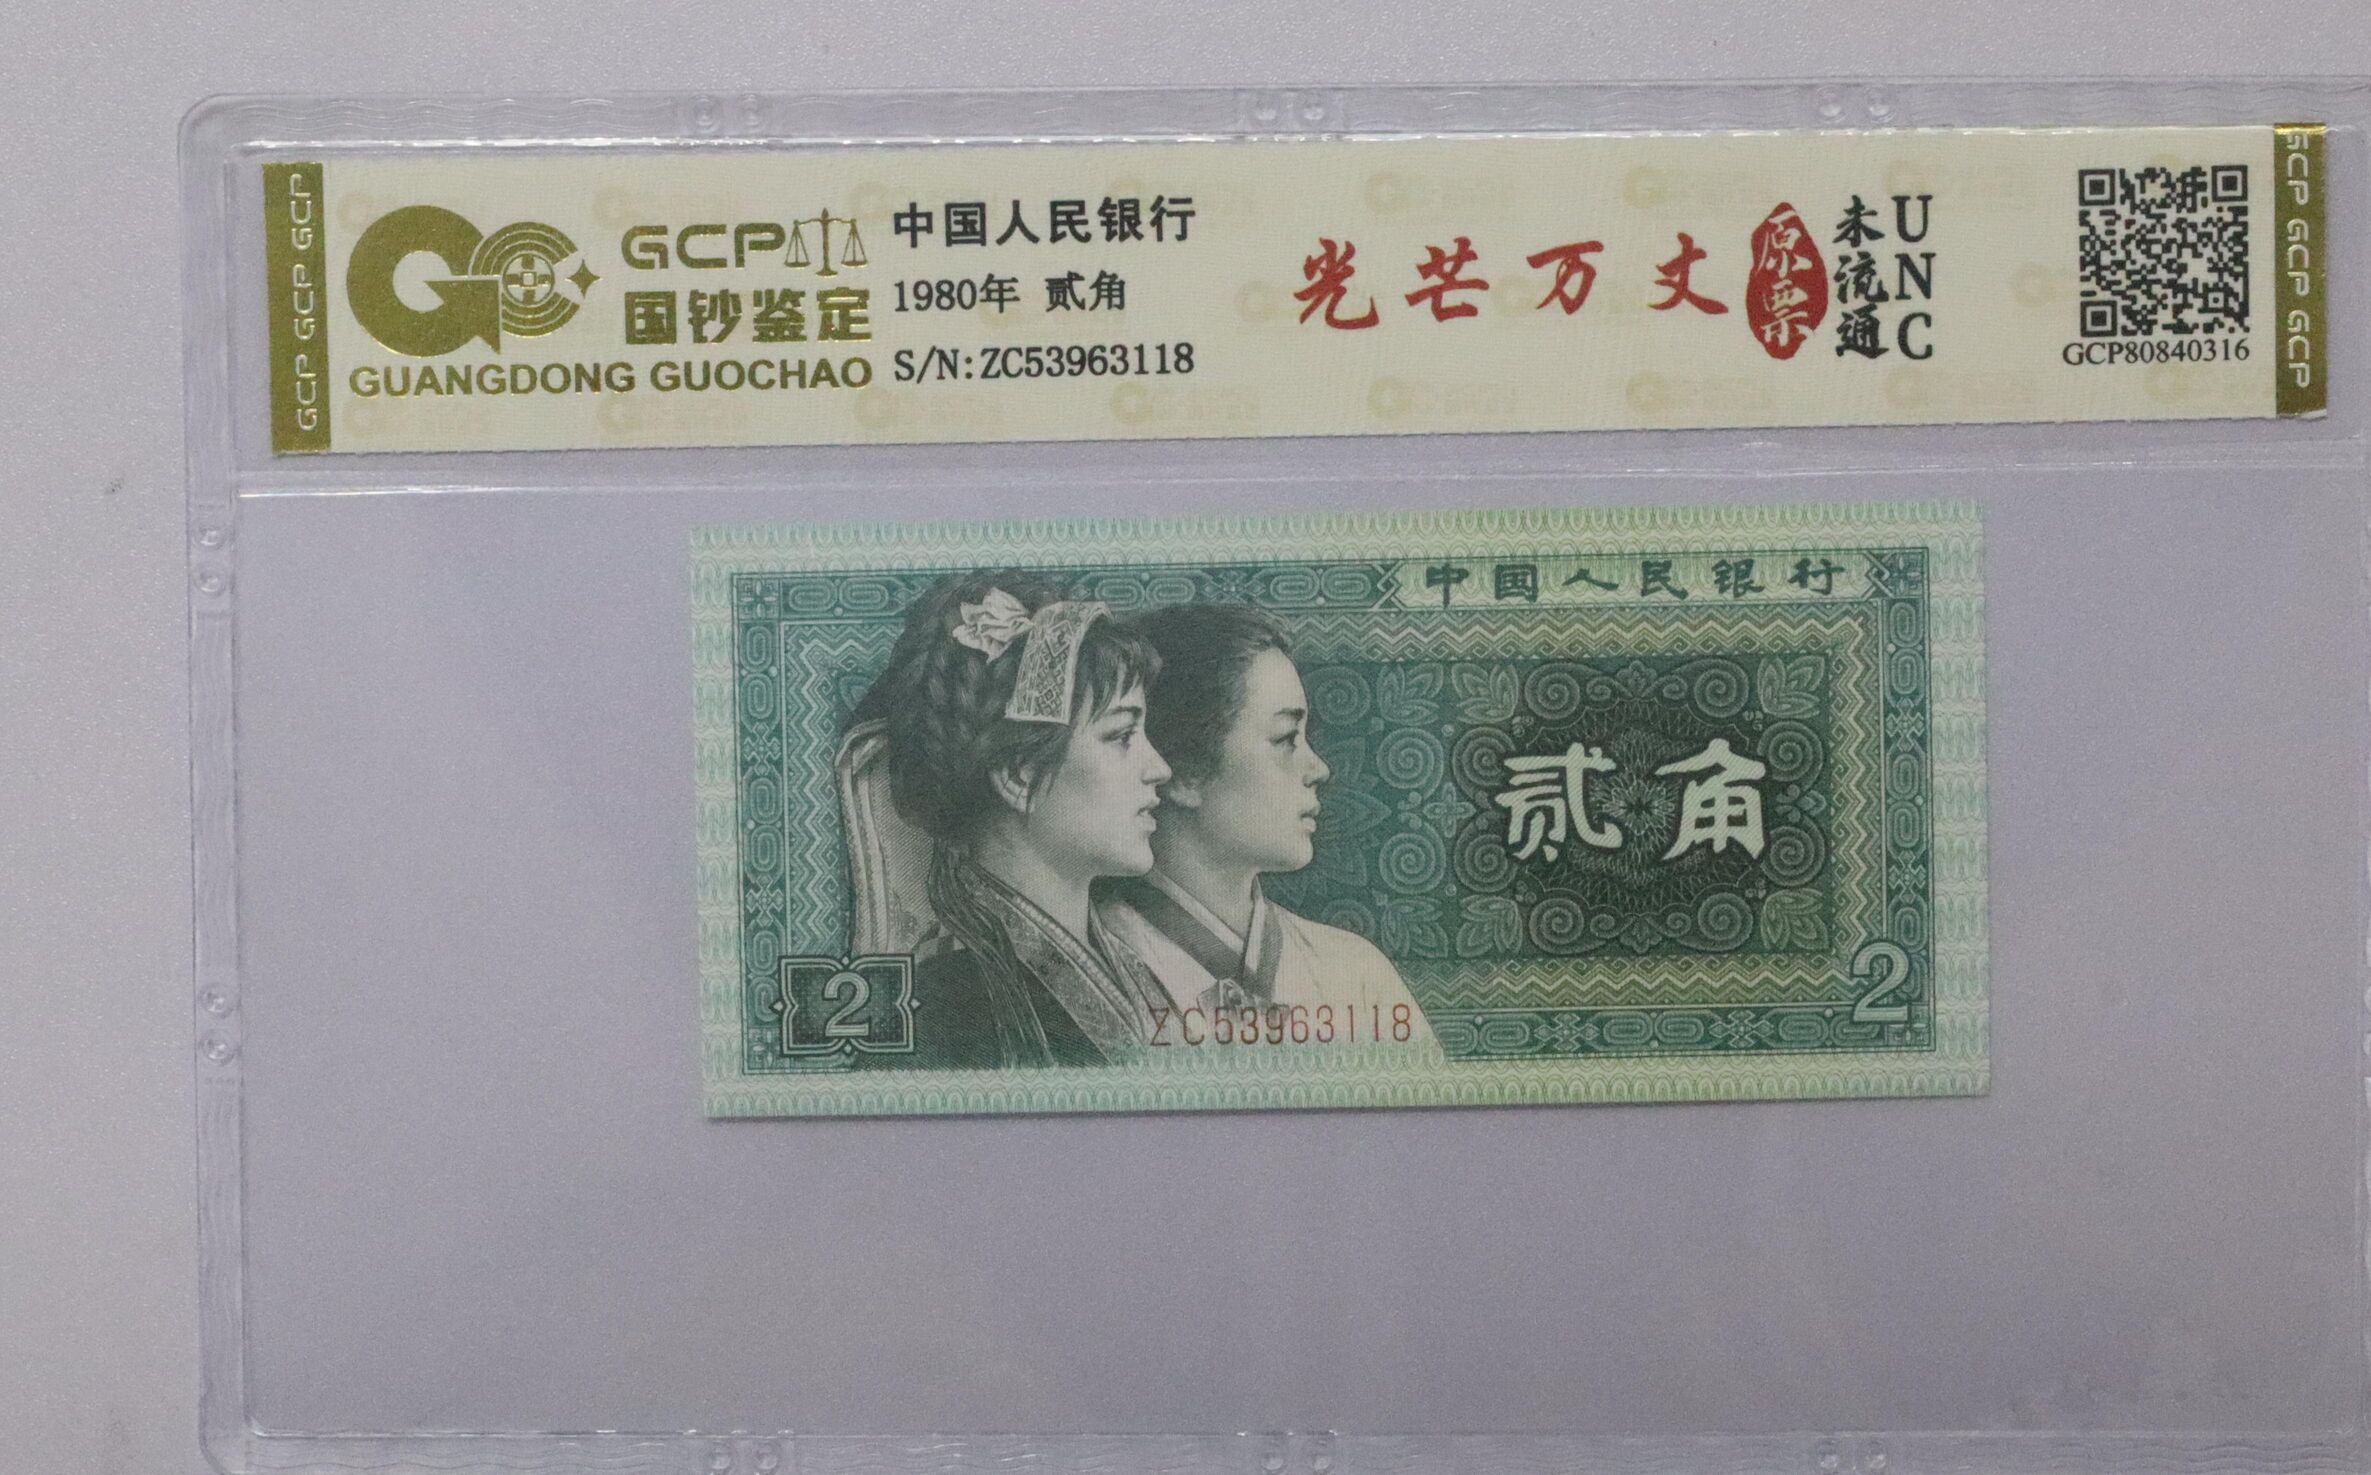 GCP GCP GCP
GCP
国钞鉴定
GUANGDONG GUOCHAO
中国人民银行
1980年 贰角
S/N:ZC53963118
光芒万丈
原票
未流通
UNC
GCP80840316
GCP GCP GCP
中国人民银行
贰角
2
2
ZC53963118